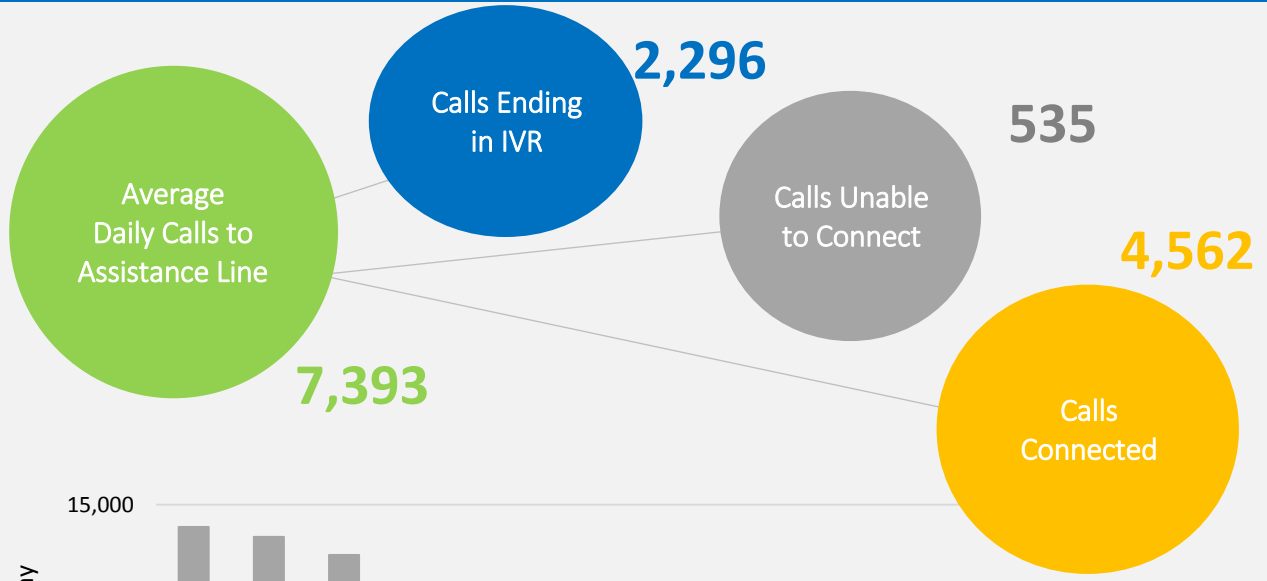 2,296
Calls Ending
in IVR
535
Calls Unable
to Connect
Average
Daily Calls to
Assistance Line
4,562
7,393
Calls
Connected
15,000